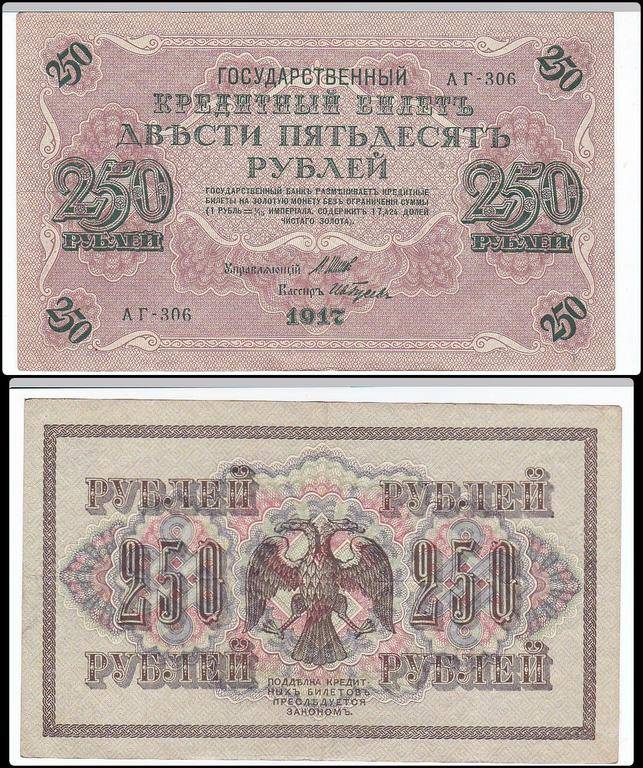 250
250
ГОСУДАРСТВЕННЫЙ
АГ-306
КРЕДИТНЫЙ БИЛЕТЪ
ДВѢСТИ ПЯТЬДЕСЯТЪ
РУБЛЕЙ
250
РУБЛЕЙ
250
РУБЛЕЙ
ГОСУДАРСТВЕННЫЙ БАНКЪ РАЗМѢНИВАЕТЪ КРЕДИТНЫЕ
БИЛЕТЫ НА ЗОЛОТУЮ МОНЕТУ БЕЗЪ ОГРАНИЧЕНІЯ СУММЫ
(1 РУБЛЬ = 1/15 ИМПЕРІАЛА, СОДЕРЖИТЪ 17,424 ДОЛЕЙ
ЧИСТАГО ЗОЛОТА).
Управляющій
Кассиръ
250
АГ-306
1917
250
РУБЛЕЙ РУБЛЕЙ
250 250
РУБЛЕЙ РУБЛЕЙ
ПОДДѢЛКА КРЕДИТ-
НЫХЪ БИЛЕТОВЪ
ПРЕСЛѢДУЕТСЯ
ЗАКОНОМЪ.